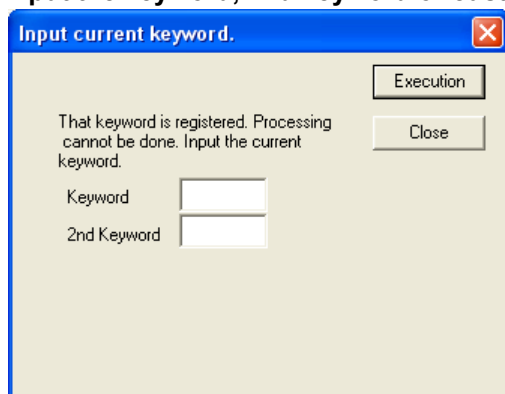 Input current keyword.
Execution
That keyword is registered. Processing
cannot be done. Input the current
keyword.
Close
Keyword
2nd Keyword